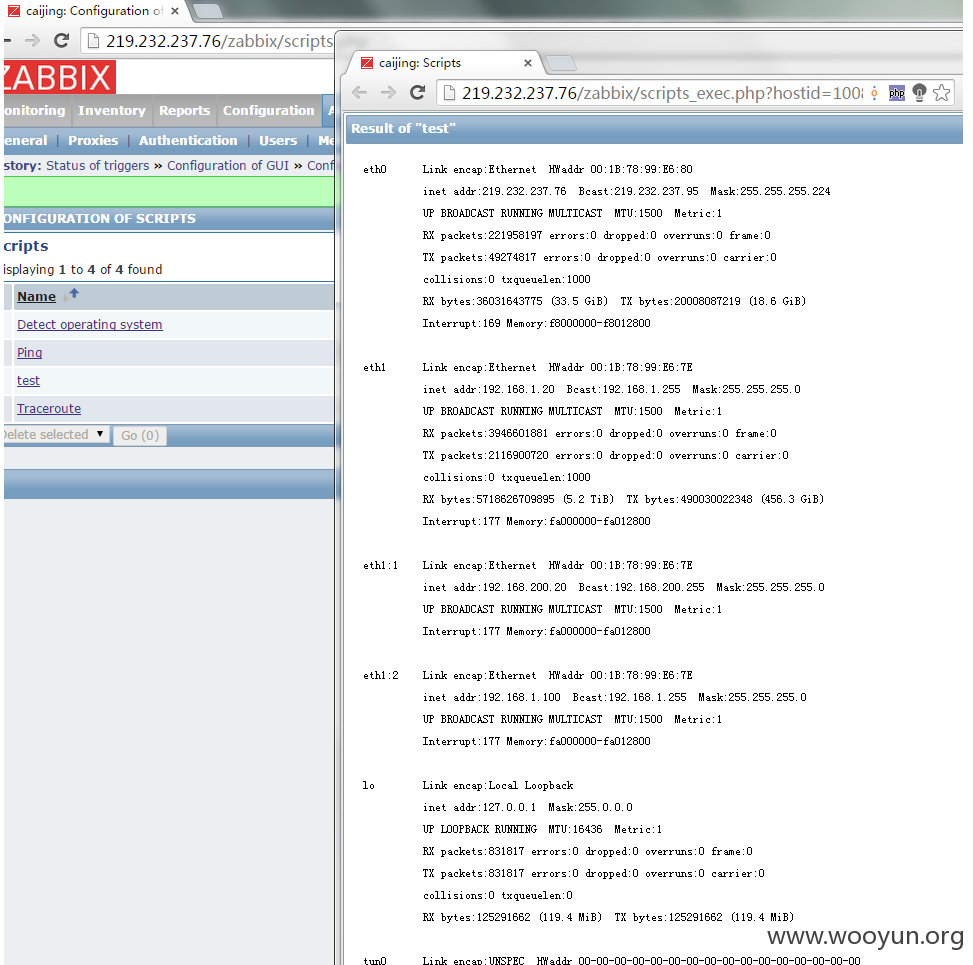 caijing: Configuration of
219.232.237.76/zabbix/scripts.php
ZABBIX
onitoring Inventory Reports Configuration A
eneral | Proxies | Authentication | Users | Me
story: Status of triggers » Configuration of GUI » Conf
ONFIGURATION OF SCRIPTS
cripts
isplaying 1 to 4 of 4 found
Name
Detect operating system
Ping
test
Traceroute
Delete selected Go (0)
caijing: Scripts
219.232.237.76/zabbix/scripts_exec.php?hostid=1008
php
Result of "test"
eth0 Link encap:Ethernet HWaddr 00:1B:78:99:E6:80
inet addr:219.232.237.76 Bcast:219.232.237.95 Mask:255.255.255.224
UP BROADCAST RUNNING MULTICAST MTU:1500 Metric:1
RX packets:221958197 errors:0 dropped:0 overruns:0 frame:0
TX packets:49274817 errors:0 dropped:0 overruns:0 carrier:0
collisions:0 txqueuelen:1000
RX bytes:36031643775 (33.5 GiB) TX bytes:20008087219 (18.6 GiB)
Interrupt:169 Memory:f8000000-f8012800
eth1 Link encap:Ethernet HWaddr 00:1B:78:99:E6:7E
inet addr:192.168.1.20 Bcast:192.168.1.255 Mask:255.255.255.0
UP BROADCAST RUNNING MULTICAST MTU:1500 Metric:1
RX packets:3946601881 errors:0 dropped:0 overruns:0 frame:0
TX packets:2116900720 errors:0 dropped:0 overruns:0 carrier:0
collisions:0 txqueuelen:1000
RX bytes:5718626709895 (5.2 TiB) TX bytes:490030022348 (456.3 GiB)
Interrupt:177 Memory:fa000000-fa012800
eth1:1 Link encap:Ethernet HWaddr 00:1B:78:99:E6:7E
inet addr:192.168.200.20 Bcast:192.168.200.255 Mask:255.255.255.0
UP BROADCAST RUNNING MULTICAST MTU:1500 Metric:1
Interrupt:177 Memory:fa000000-fa012800
eth1:2 Link encap:Ethernet HWaddr 00:1B:78:99:E6:7E
inet addr:192.168.1.100 Bcast:192.168.1.255 Mask:255.255.255.0
UP BROADCAST RUNNING MULTICAST MTU:1500 Metric:1
Interrupt:177 Memory:fa000000-fa012800
lo Link encap:Local Loopback
inet addr:127.0.0.1 Mask:255.0.0.0
UP LOOPBACK RUNNING MTU:16436 Metric:1
RX packets:831817 errors:0 dropped:0 overruns:0 frame:0
TX packets:831817 errors:0 dropped:0 overruns:0 carrier:0
collisions:0 txqueuelen:0
RX bytes:125291662 (119.4 MiB) TX bytes:125291662 (119.4 MiB)
www.wooyun.org
tun0 Link encap:UNSPEC HWaddr 00-00-00-00-00-00-00-00-00-00-00-00-00-00-00-00